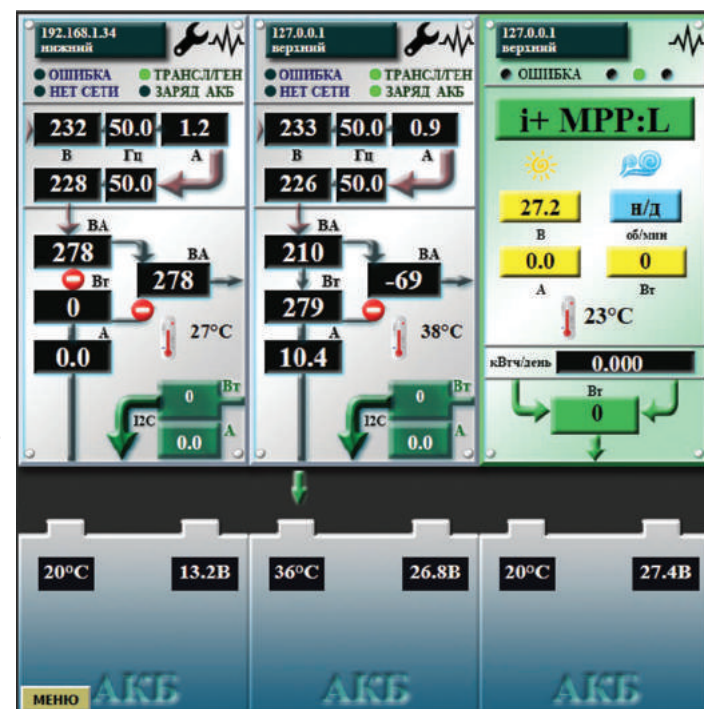 192.168.1.34
нижний
ОШИБКА ТРАНСЛ/ГЕН
НЕТ СЕТИ ЗАРЯД АКБ
232 50.0 1.2
В Гц А
228 50.0
ВА
278
ВА
278
Вт
0
А
27°C
0.0
Вт
0
I2C
А
0.0
127.0.0.1
верхний
ОШИБКА ТРАНСЛ/ГЕН
НЕТ СЕТИ ЗАРЯД АКБ
233 50.0 0.9
В Гц А
226 50.0
ВА
210
ВА
-69
Вт
279
А
38°C
10.4
Вт
0
I2C
А
0.0
127.0.0.1
верхний
ОШИБКА
i+ MPP:L
27.2 н/д
В об/мин
0.0 0
А Вт
23°C
кВтч/день 0.000
Вт
0
20°C 13.2В
36°C 26.8В
20°C 27.4В
АКБ
АКБ
АКБ
МЕНЮ